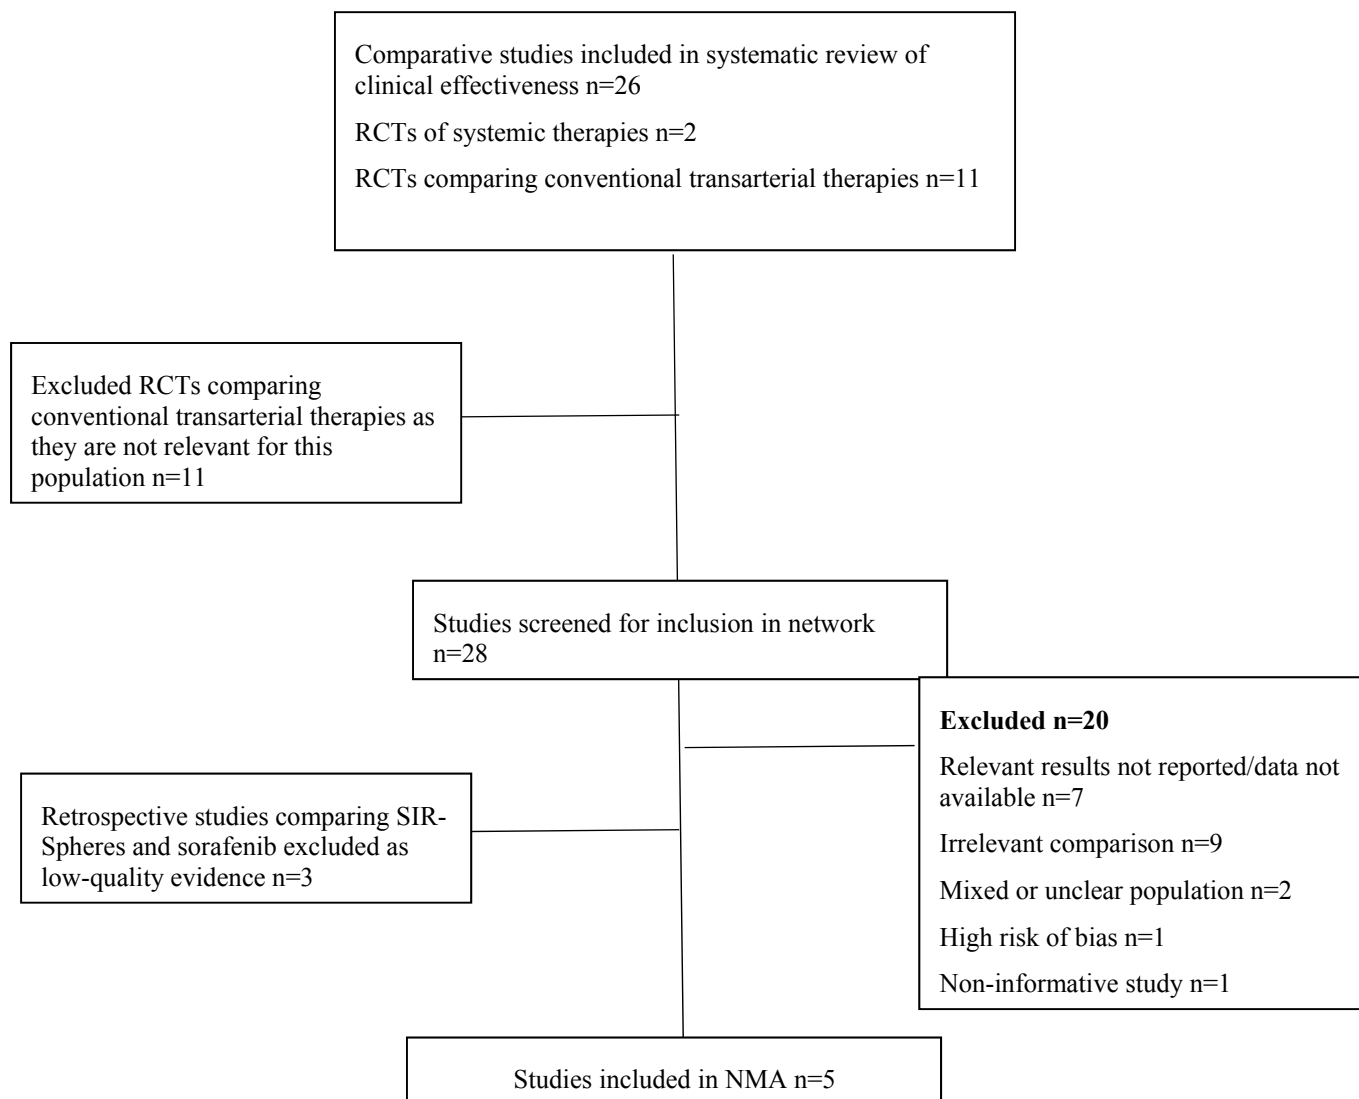 Comparative studies included in systematic review of
clinical effectiveness n=26
RCTs of systemic therapies n=2
RCTs comparing conventional transarterial therapies n=11
Excluded RCTs comparing
conventional transarterial therapies as
they are not relevant for this
population n=11
Studies screened for inclusion in network
n=28
Excluded n=20
Relevant results not reported/data not
available n=7
Irrelevant comparison n=9
Mixed or unclear population n=2
High risk of bias n=1
Non-informative study n=1
Retrospective studies comparing SIR-
Spheres and sorafenib excluded as
low-quality evidence n=3
Studies included in NMA n=5